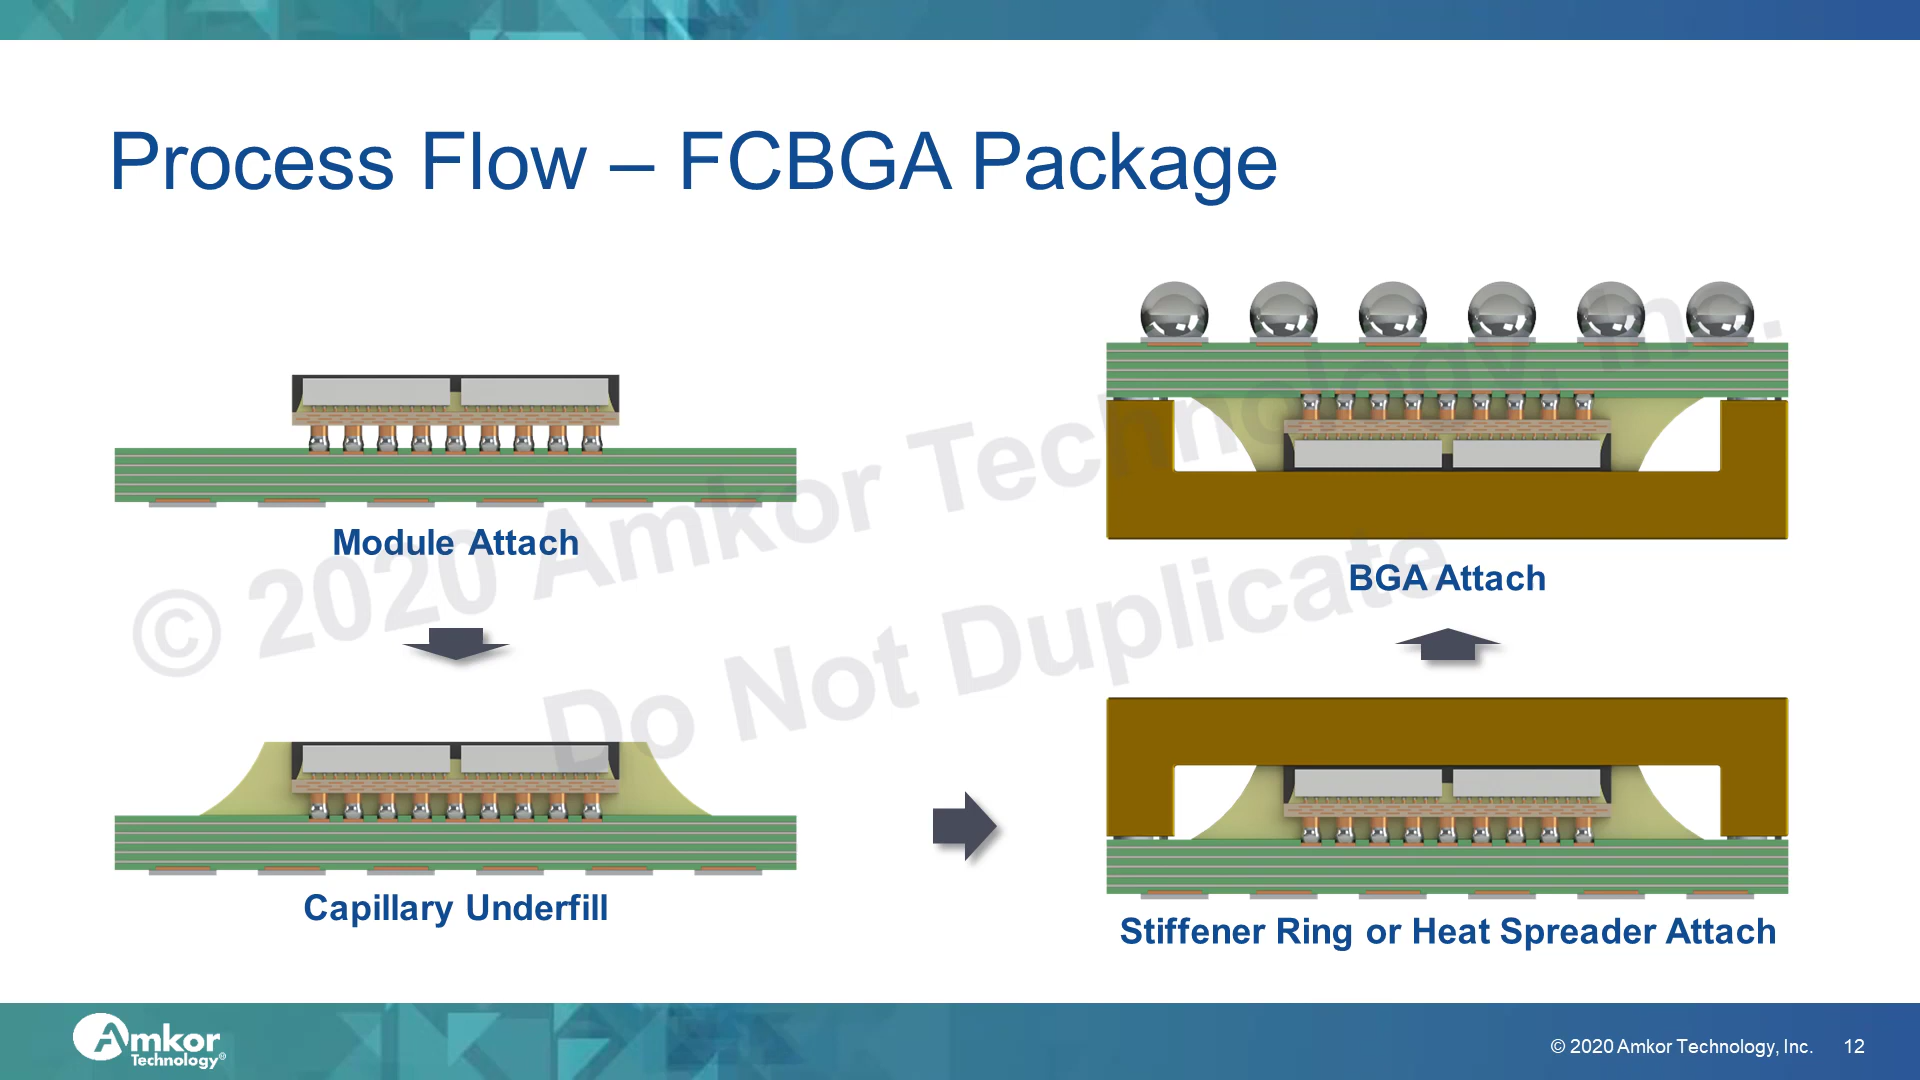 Process Flow – FCBGA Package
Module Attach
Capillary Underfill
Stiffener Ring or Heat Spreader Attach
BGA Attach
© 2020 Amkor Technology, Inc.
Do Not Duplicate
Amkor
Technology®
© 2020 Amkor Technology, Inc. 12